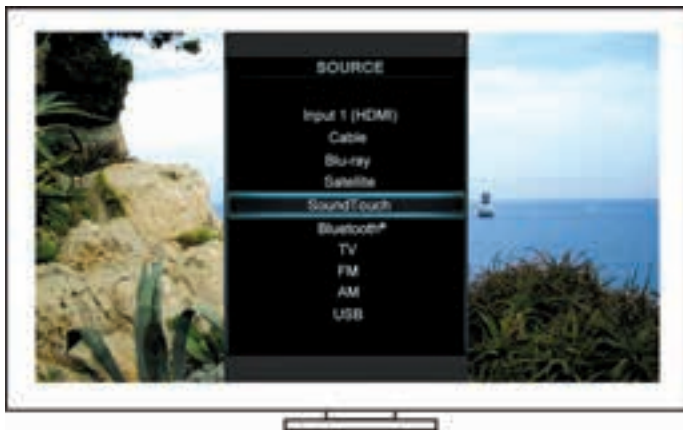 SOURCE
Input 1 (HDMI)
Cable
Blu-ray
Satellite
SoundTouch
Bluetooth®
TV
FM
AM
USB